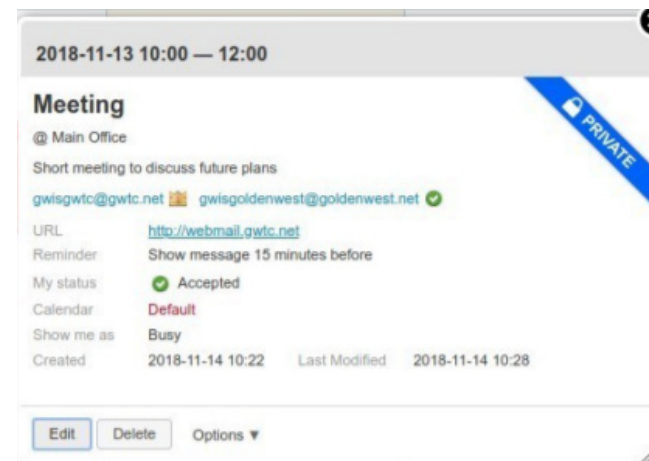 2018-11-13 10:00 — 12:00
Meeting
PRIVATE
@ Main Office
Short meeting to discuss future plans
gwisgwtc@gwtc.net gwisgoldenwest@goldenwest.net
URL http://webmail.gwtc.net
Reminder Show message 15 minutes before
My status Accepted
Calendar Default
Show me as Busy
Created 2018-11-14 10:22 Last Modified 2018-11-14 10:28
Edit Delete Options ▼